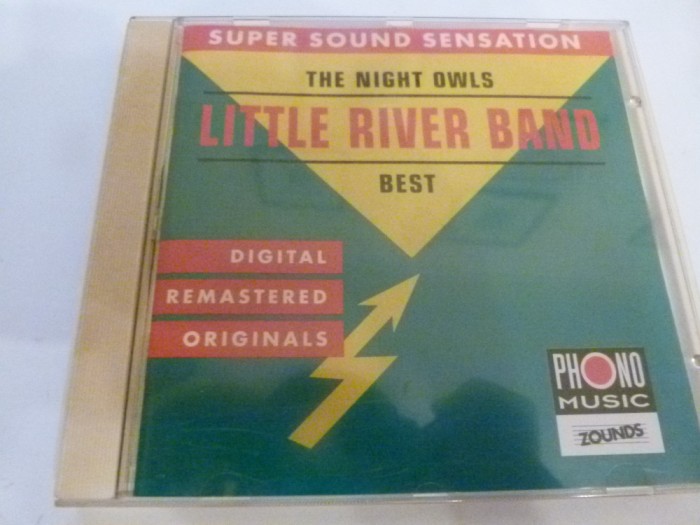 SUPER SOUND SENSATION
THE NIGHT OWLS
LITTLE RIVER BAND
BEST
DIGITAL
REMASTERED
ORIGINALS
PHONO
MUSIC
ZOUNDS